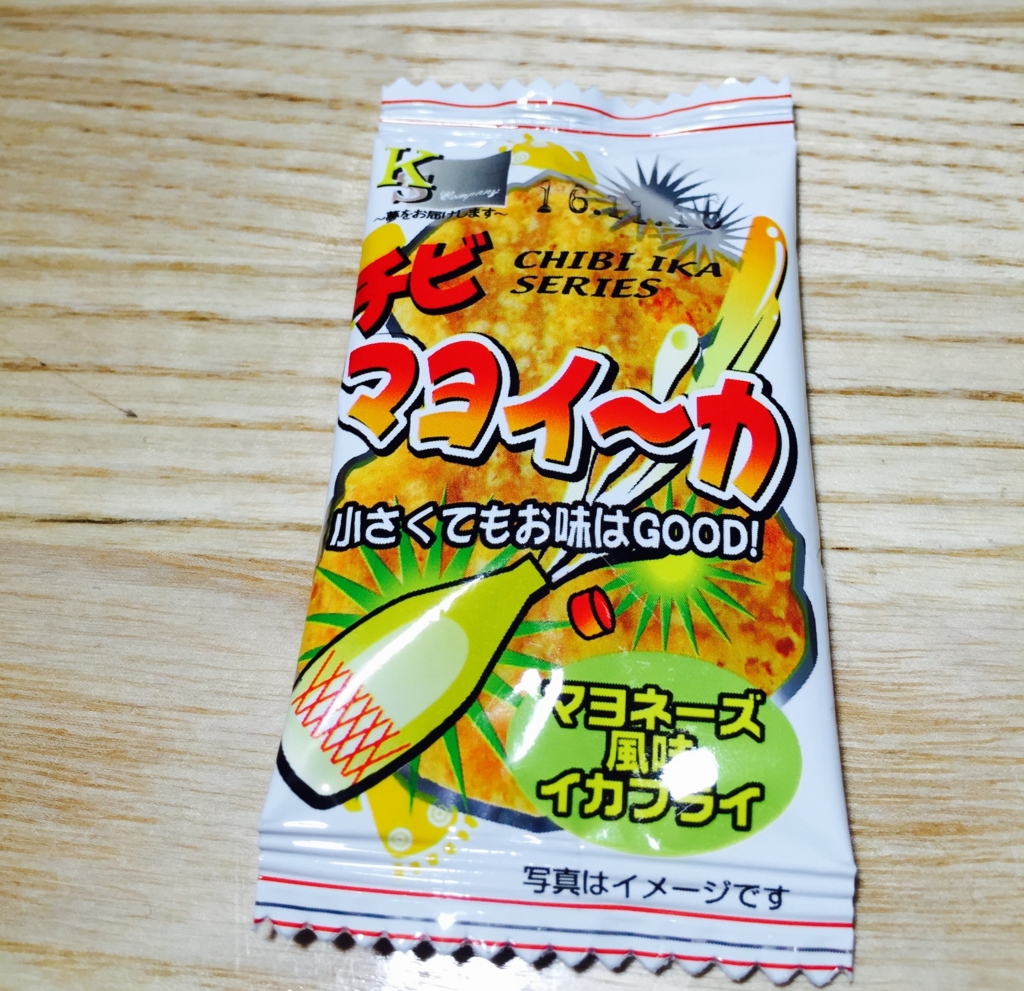 KS Company
～夢をお届けします～
チビ
CHIBI IKA
SERIES
マヨイ～カ
小さくてもお味はGOOD!
マヨネーズ
風味
イカフライ
写真はイメージです